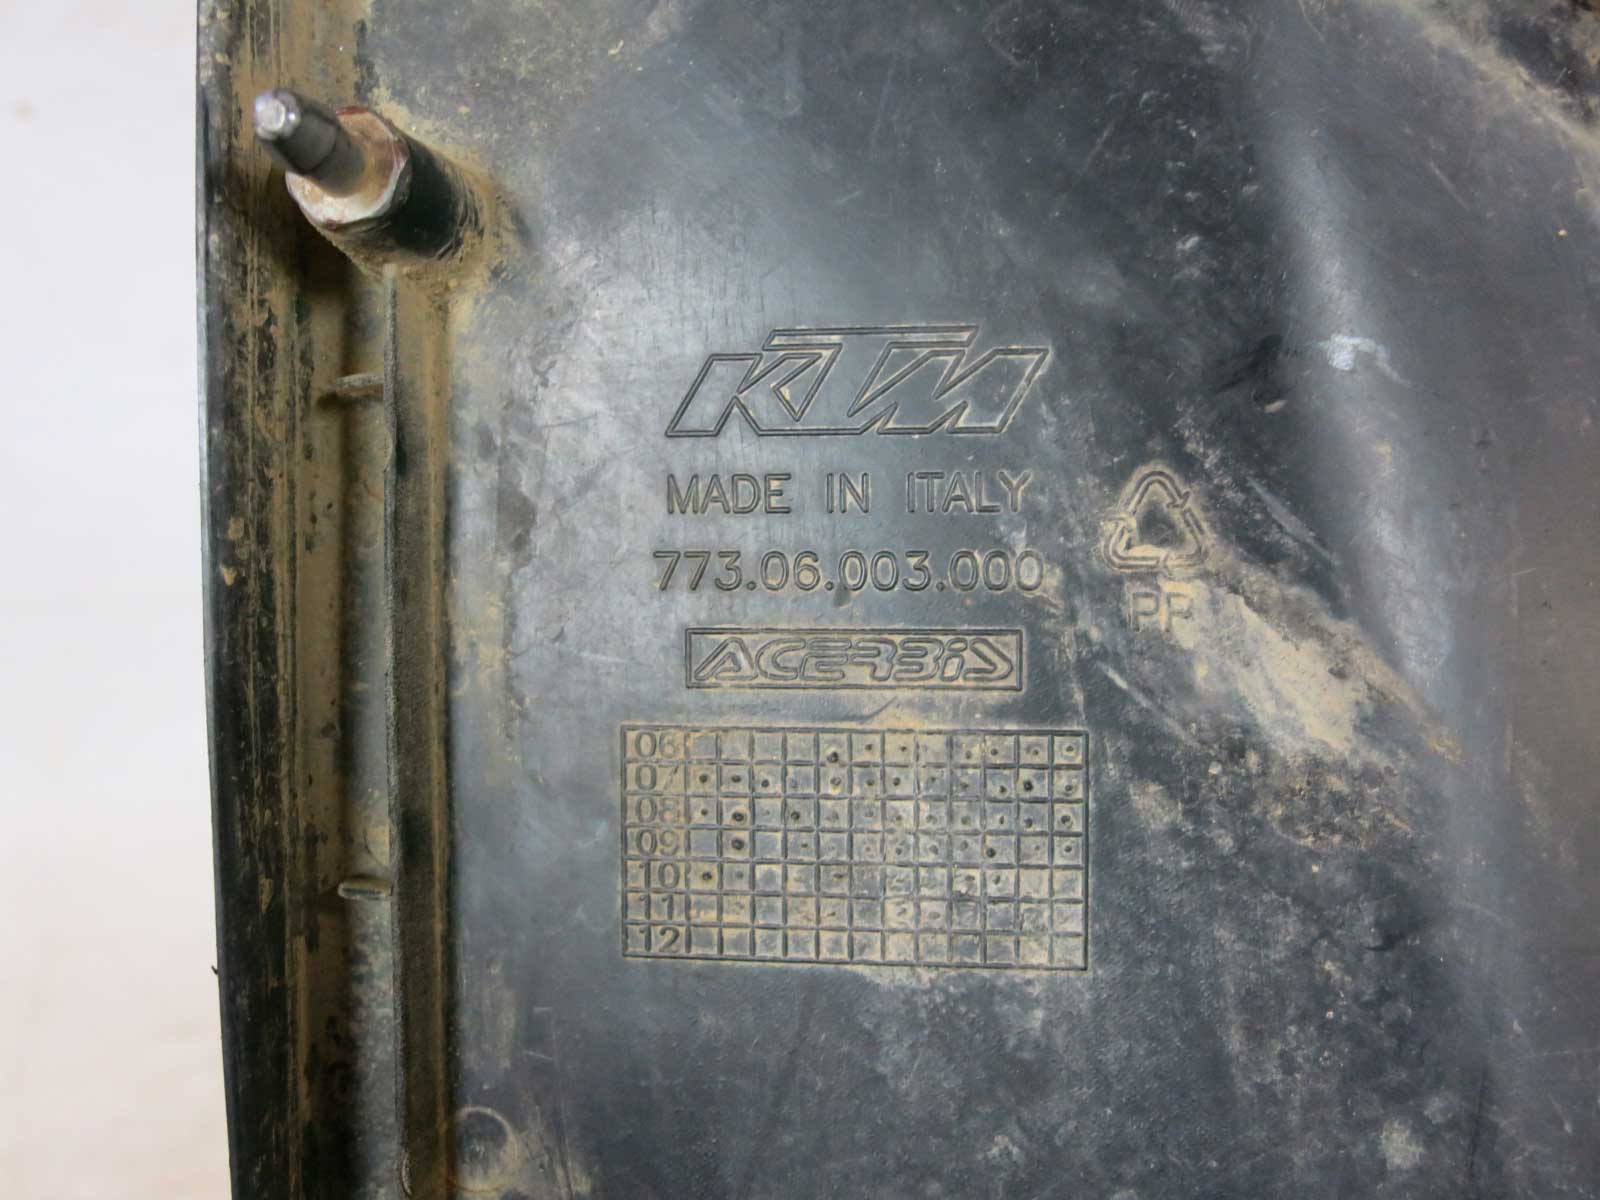 KTM
MADE IN ITALY
773.06.003.000
PP
ACERBIS
06
07
08
09
10
11
12